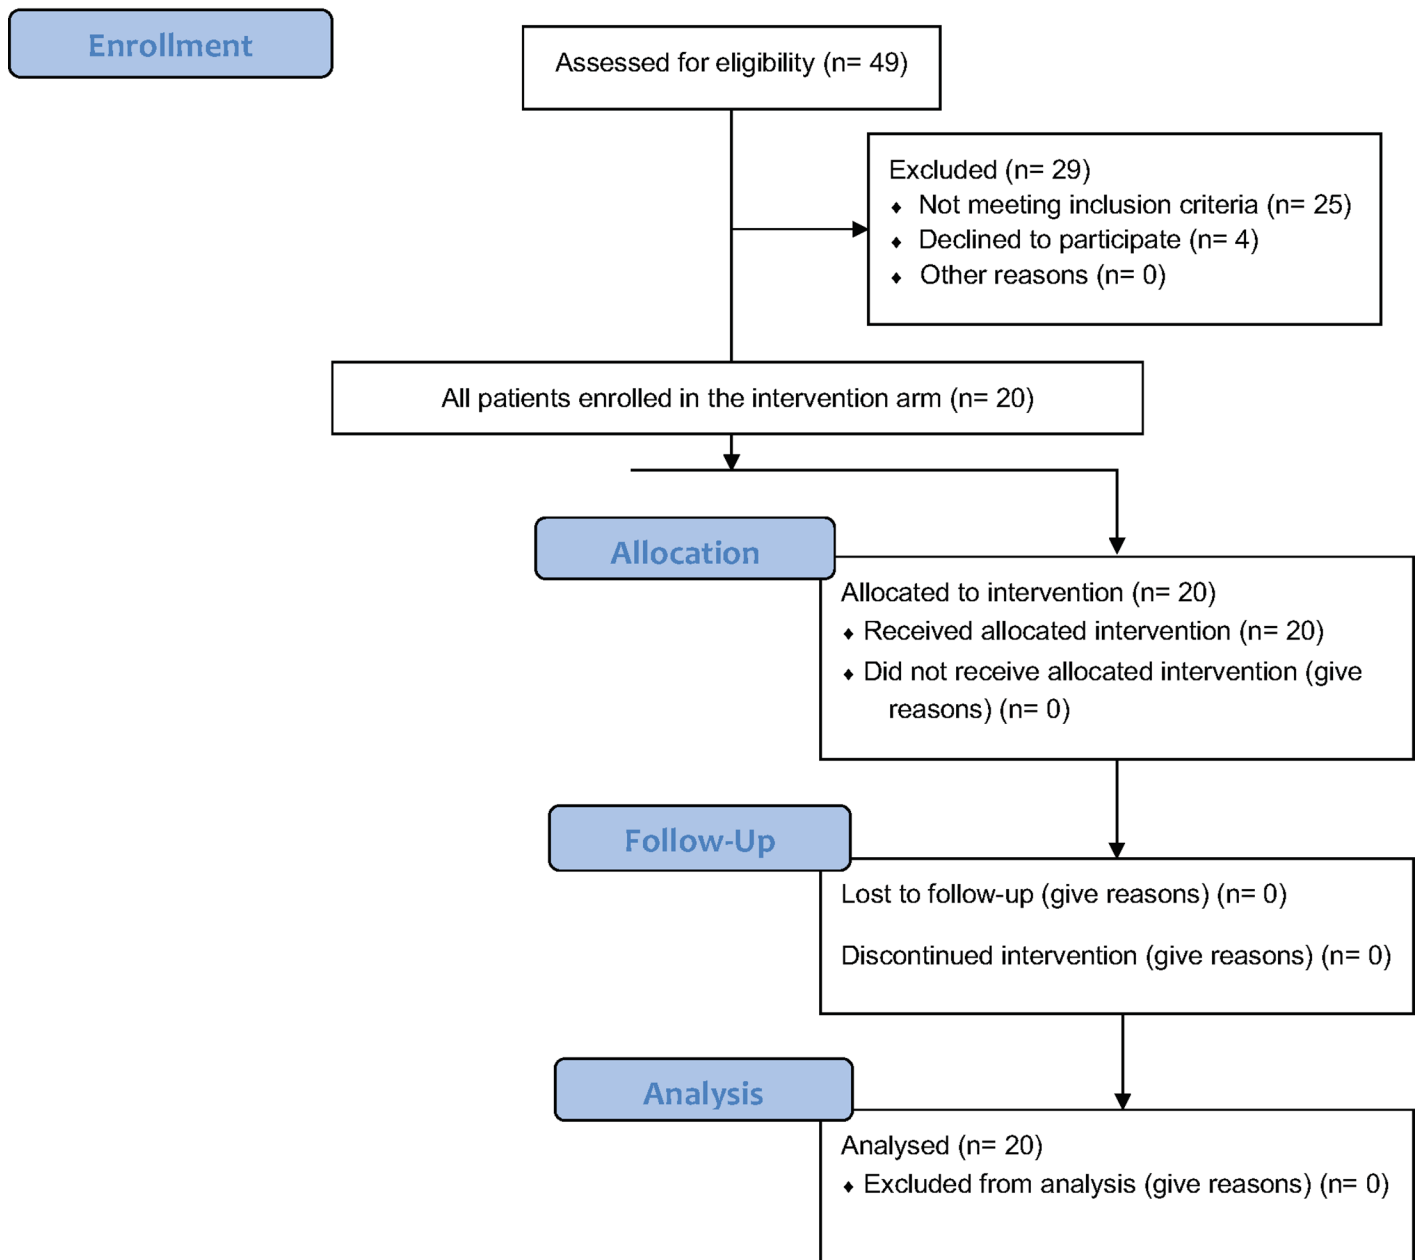 Enrollment
Assessed for eligibility (n= 49)
Excluded (n= 29)
♦ Not meeting inclusion criteria (n= 25)
♦ Declined to participate (n= 4)
♦ Other reasons (n= 0)
All patients enrolled in the intervention arm (n= 20)
Allocation
Allocated to intervention (n= 20)
♦ Received allocated intervention (n= 20)
♦ Did not receive allocated intervention (give
reasons) (n= 0)
Follow-Up
Lost to follow-up (give reasons) (n= 0)
Discontinued intervention (give reasons) (n= 0)
Analysis
Analysed (n= 20)
♦ Excluded from analysis (give reasons) (n= 0)